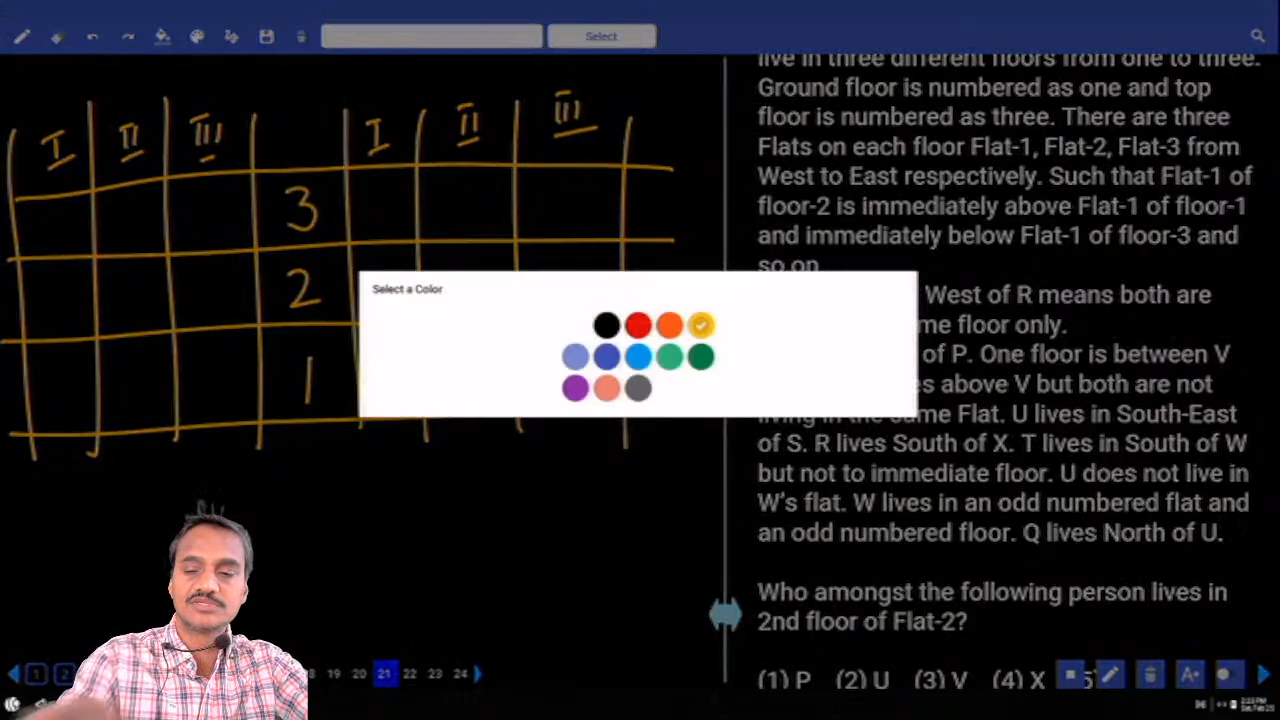 Select
live in three different floors from one to three.
Ground floor is numbered as one and top
floor is numbered as three. There are three
Flats on each floor Flat-1, Flat-2, Flat-3 from
West to East respectively. Such that Flat-1 of
floor-2 is immediately above Flat-1 of floor-1
and immediately below Flat-1 of floor-3 and
so on
West of R means both are
me floor only.
of P. One floor is between V
es above V but both are not
living in the same Flat. U lives in South-East
of S. R lives South of X. T lives in South of W
but not to immediate floor. U does not live in
W's flat. W lives in an odd numbered flat and
an odd numbered floor. Q lives North of U.
Who amongst the following person lives in
2nd floor of Flat-2?
(1) P (2) U (3) V (4) X
I II III I II III
3
2
1
Select a Color
1 2 19 20 21 22 23 24
A+